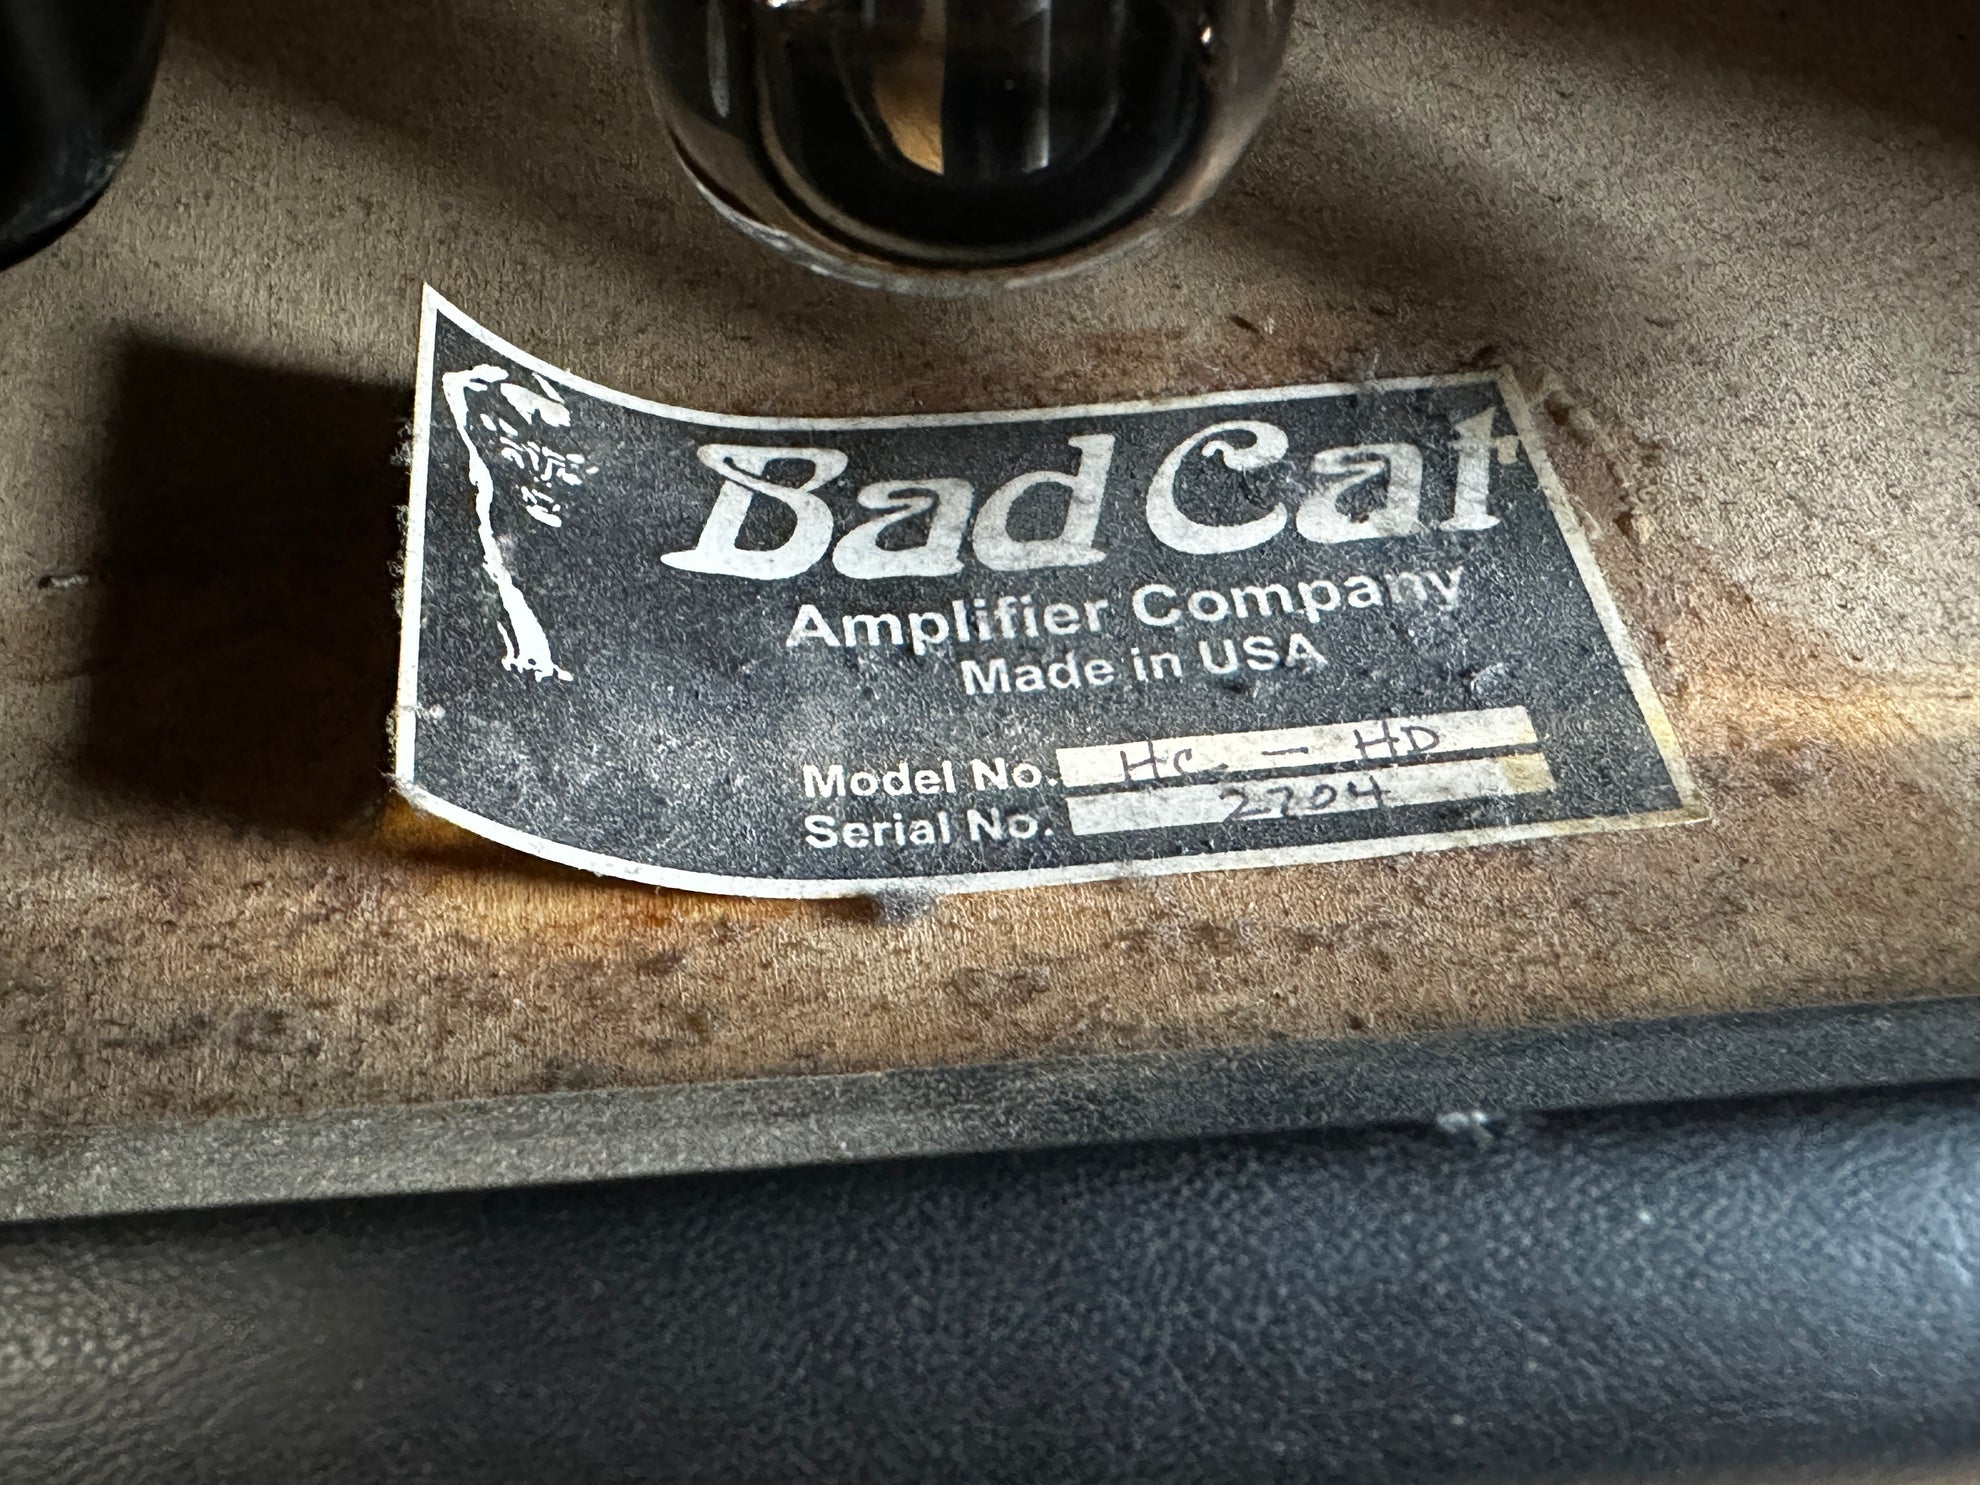 Bad Cat
Amplifier Company
Made in USA
Model No. HC - HD
Serial No. 2704